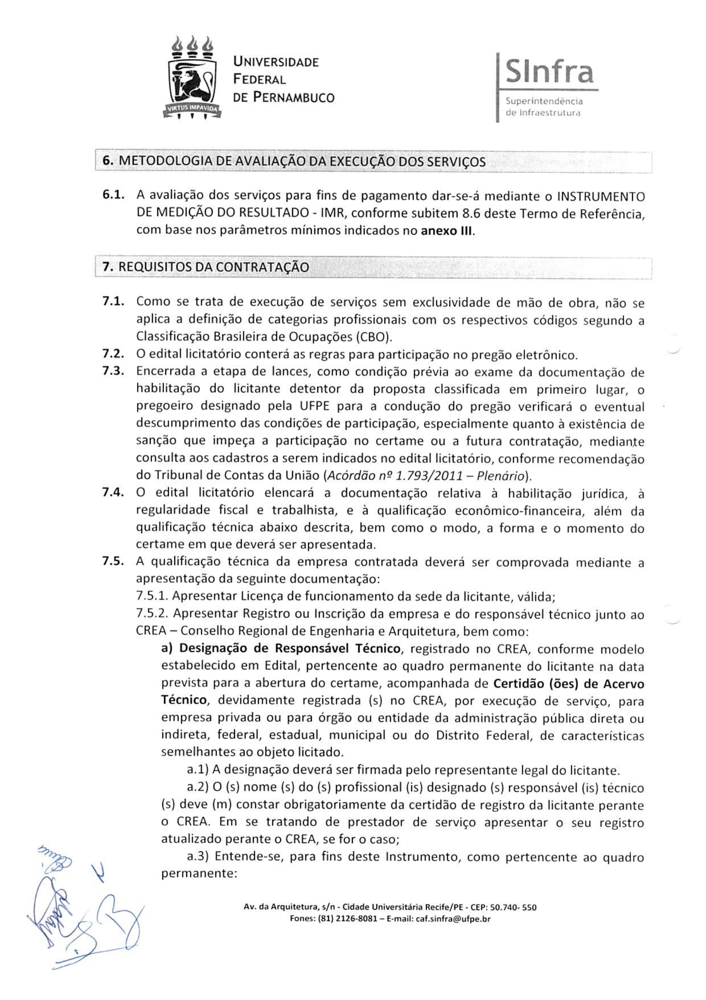 UNIVERSIDADE
FEDERAL
DE PERNAMBUCO
VIRTUS IMPAVIDA
SInfra
Superintendência
de Infraestrutura
6. METODOLOGIA DE AVALIAÇÃO DA EXECUÇÃO DOS SERVIÇOS
6.1. A avaliação dos serviços para fins de pagamento dar-se-á mediante o INSTRUMENTO
DE MEDIÇÃO DO RESULTADO - IMR, conforme subitem 8.6 deste Termo de Referência,
com base nos parâmetros mínimos indicados no anexo III.
7. REQUISITOS DA CONTRATAÇÃO
7.1. Como se trata de execução de serviços sem exclusividade de mão de obra, não se
aplica a definição de categorias profissionais com os respectivos códigos segundo a
Classificação Brasileira de Ocupações (CBO).
7.2. O edital licitatório conterá as regras para participação no pregão eletrônico.
7.3. Encerrada a etapa de lances, como condição prévia ao exame da documentação de
habilitação do licitante detentor da proposta classificada em primeiro lugar, o
pregoeiro designado pela UFPE para a condução do pregão verificará o eventual
descumprimento das condições de participação, especialmente quanto à existência de
sanção que impeça a participação no certame ou a futura contratação, mediante
consulta aos cadastros a serem indicados no edital licitatório, conforme recomendação
do Tribunal de Contas da União (Acórdão nº 1.793/2011 – Plenário).
7.4. O edital licitatório elencará a documentação relativa à habilitação jurídica, à
regularidade fiscal e trabalhista, e à qualificação econômico-financeira, além da
qualificação técnica abaixo descrita, bem como o modo, a forma e o momento do
certame em que deverá ser apresentada.
7.5. A qualificação técnica da empresa contratada deverá ser comprovada mediante a
apresentação da seguinte documentação:
7.5.1. Apresentar Licença de funcionamento da sede da licitante, válida;
7.5.2. Apresentar Registro ou Inscrição da empresa e do responsável técnico junto ao
CREA – Conselho Regional de Engenharia e Arquitetura, bem como:
a) Designação de Responsável Técnico, registrado no CREA, conforme modelo
estabelecido em Edital, pertencente ao quadro permanente do licitante na data
prevista para a abertura do certame, acompanhada de Certidão (ões) de Acervo
Técnico, devidamente registrada (s) no CREA, por execução de serviço, para
empresa privada ou para órgão ou entidade da administração pública direta ou
indireta, federal, estadual, municipal ou do Distrito Federal, de características
semelhantes ao objeto licitado.
a.1) A designação deverá ser firmada pelo representante legal do licitante.
a.2) O (s) nome (s) do (s) profissional (is) designado (s) responsável (is) técnico
(s) deve (m) constar obrigatoriamente da certidão de registro da licitante perante
o CREA. Em se tratando de prestador de serviço apresentar o seu registro
atualizado perante o CREA, se for o caso;
a.3) Entende-se, para fins deste Instrumento, como pertencente ao quadro
permanente:
Av. da Arquitetura, s/n - Cidade Universitária Recife/PE - CEP: 50.740- 550
Fones: (81) 2126-8081 – E-mail: caf.sinfra@ufpe.br